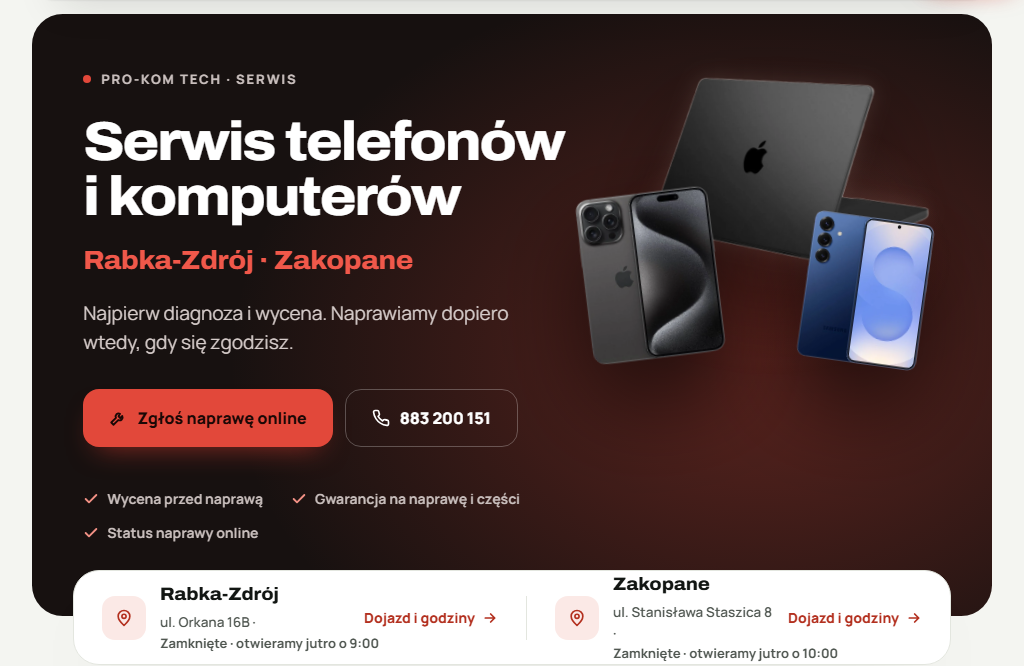 PRO-KOM TECH · SERWIS
Serwis telefonów
i komputerów
Rabka-Zdrój · Zakopane
Najpierw diagnoza i wycena. Naprawiamy dopiero
wtedy, gdy się zgodzisz.
Zgłoś naprawę online
883 200 151
Wycena przed naprawą
Gwarancja na naprawę i części
Status naprawy online
Rabka-Zdrój
ul. Orkana 16B ·
Zamknięte · otwieramy jutro o 9:00
Dojazd i godziny →
Zakopane
ul. Stanisława Staszica 8
·
Zamknięte · otwieramy jutro o 10:00
Dojazd i godziny →